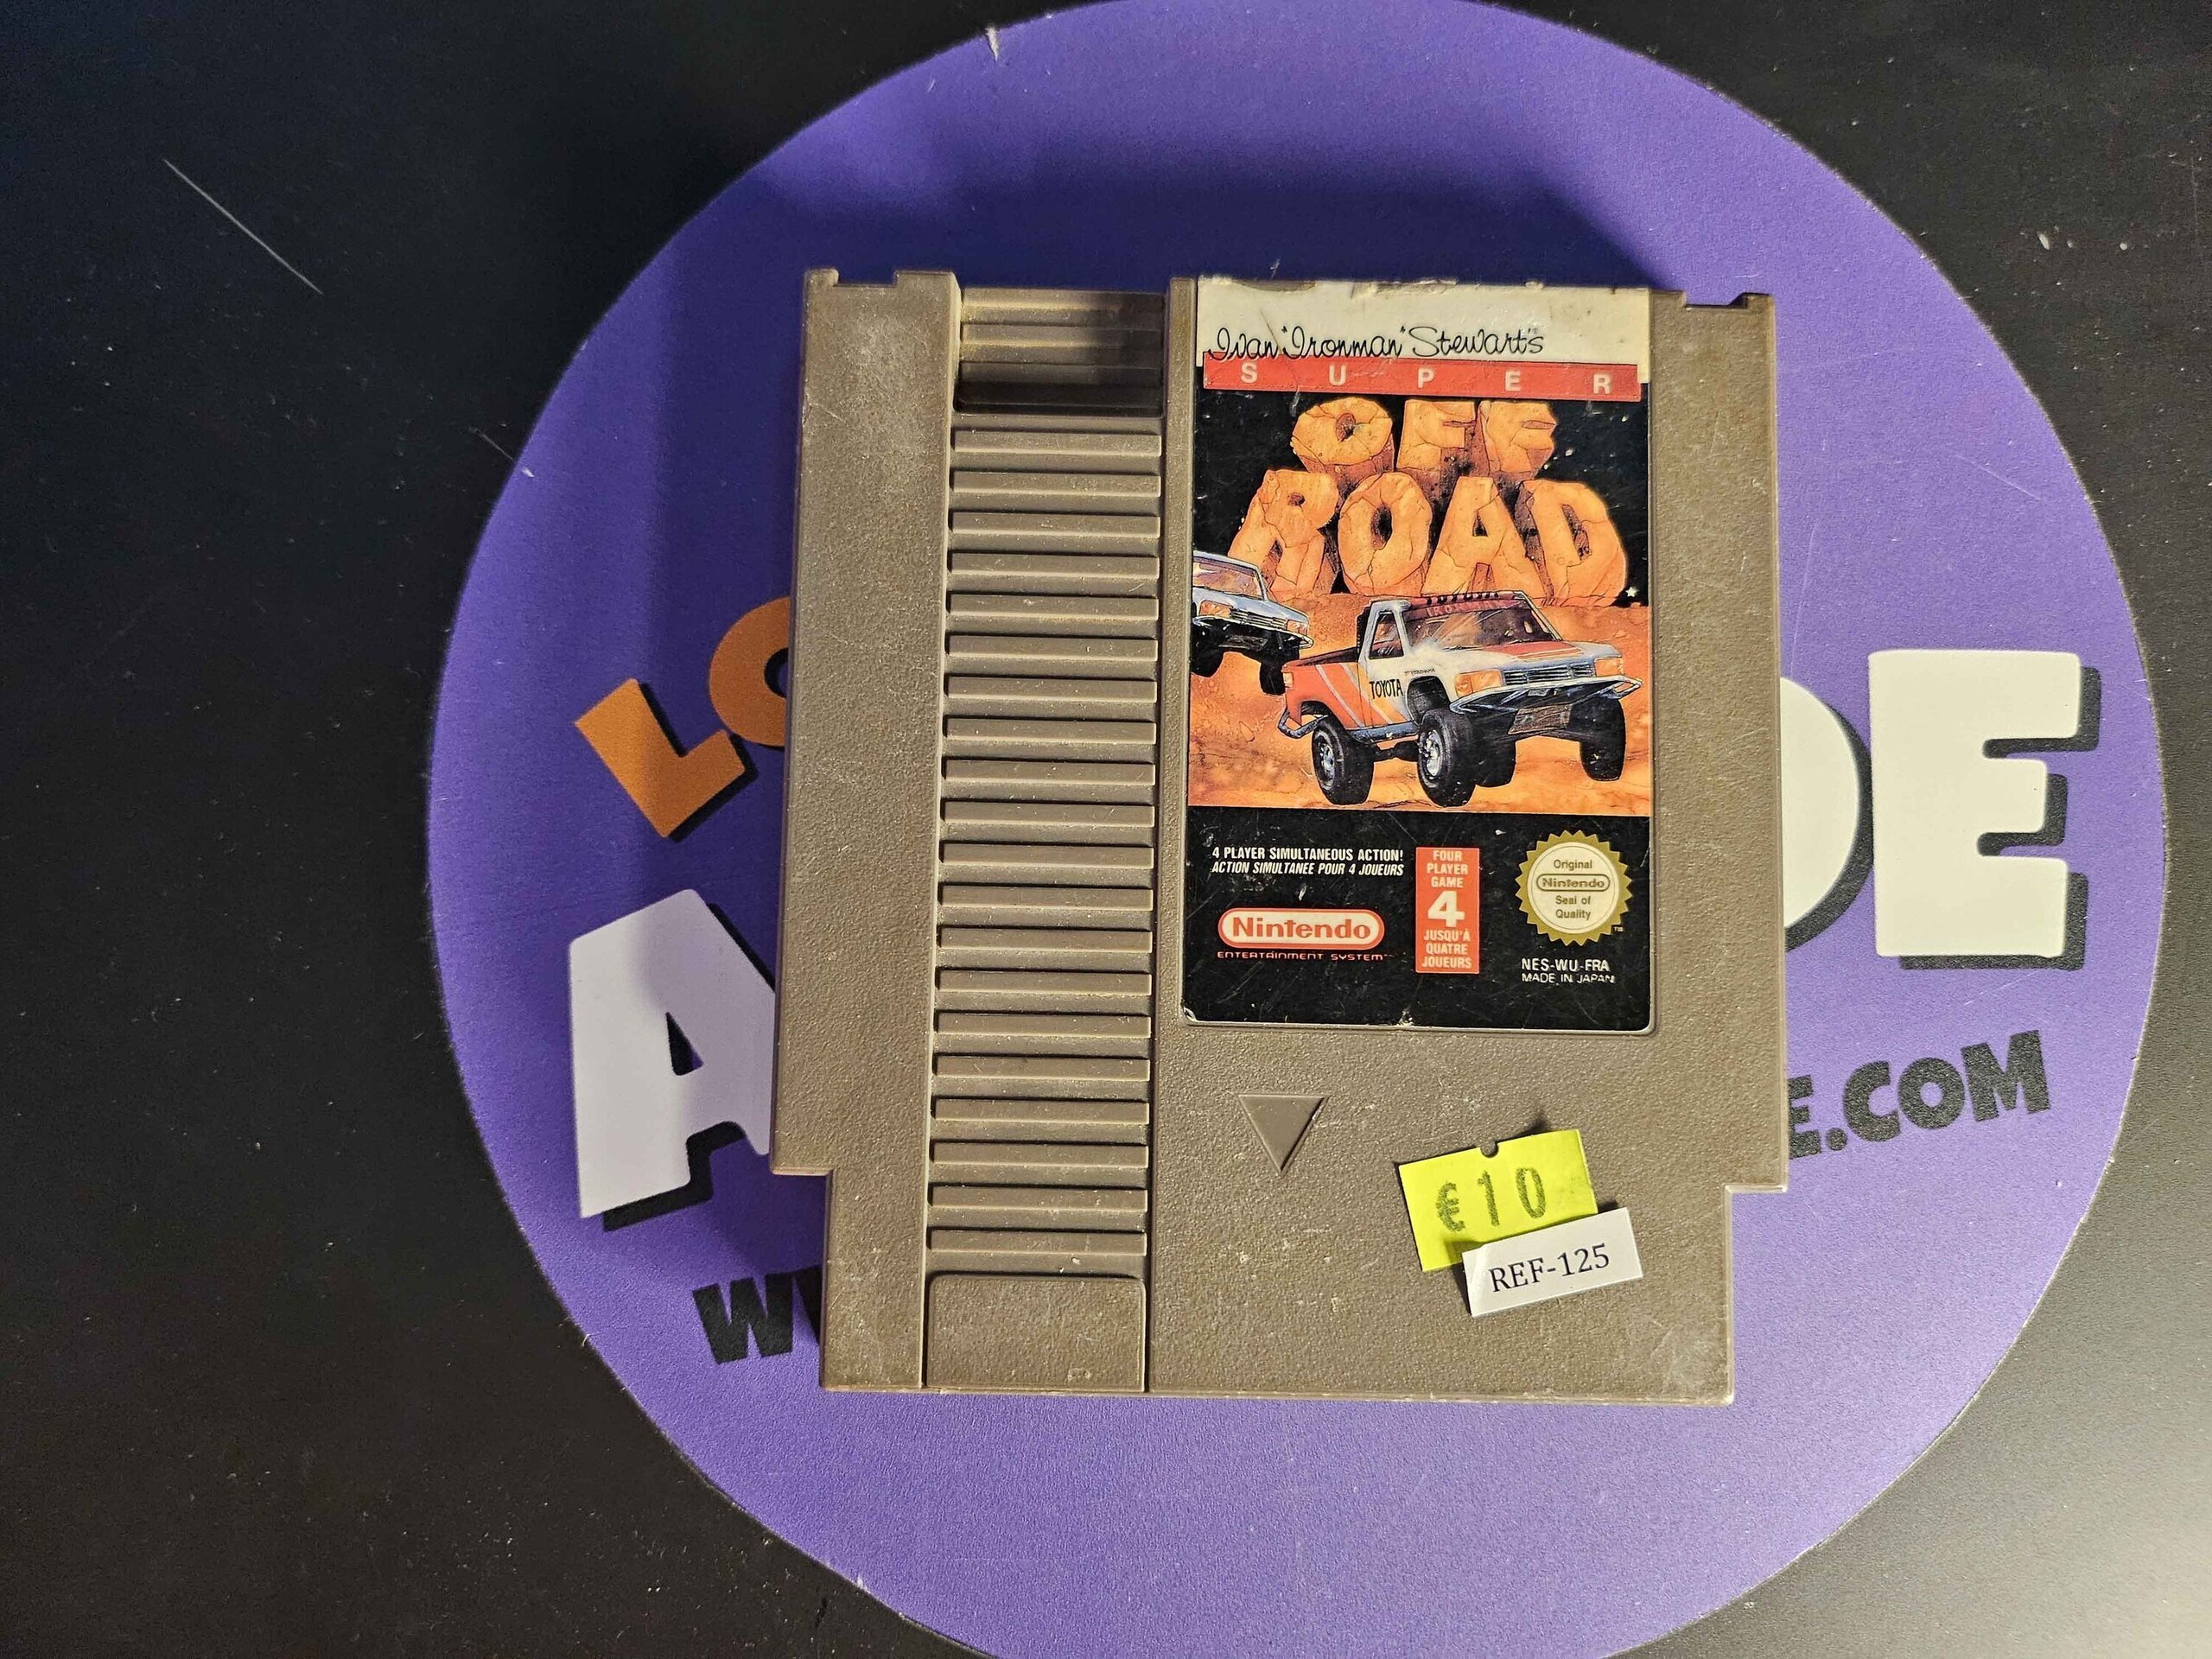 Ivan "Ironman" Stewart's
SUPER
OFF
ROAD
TOYOTA
4 PLAYER SIMULTANEOUS ACTION!
ACTION SIMULTANEE POUR 4 JOUEURS
FOUR
PLAYER
GAME
4
JUSQU'À
QUATRE
JOUEURS
Original
Nintendo
Seal of
Quality
TM
Nintendo
ENTERTAINMENT SYSTEM™
NES-WU-FRA
MADE IN JAPAN
€10
REF-125
E.COM